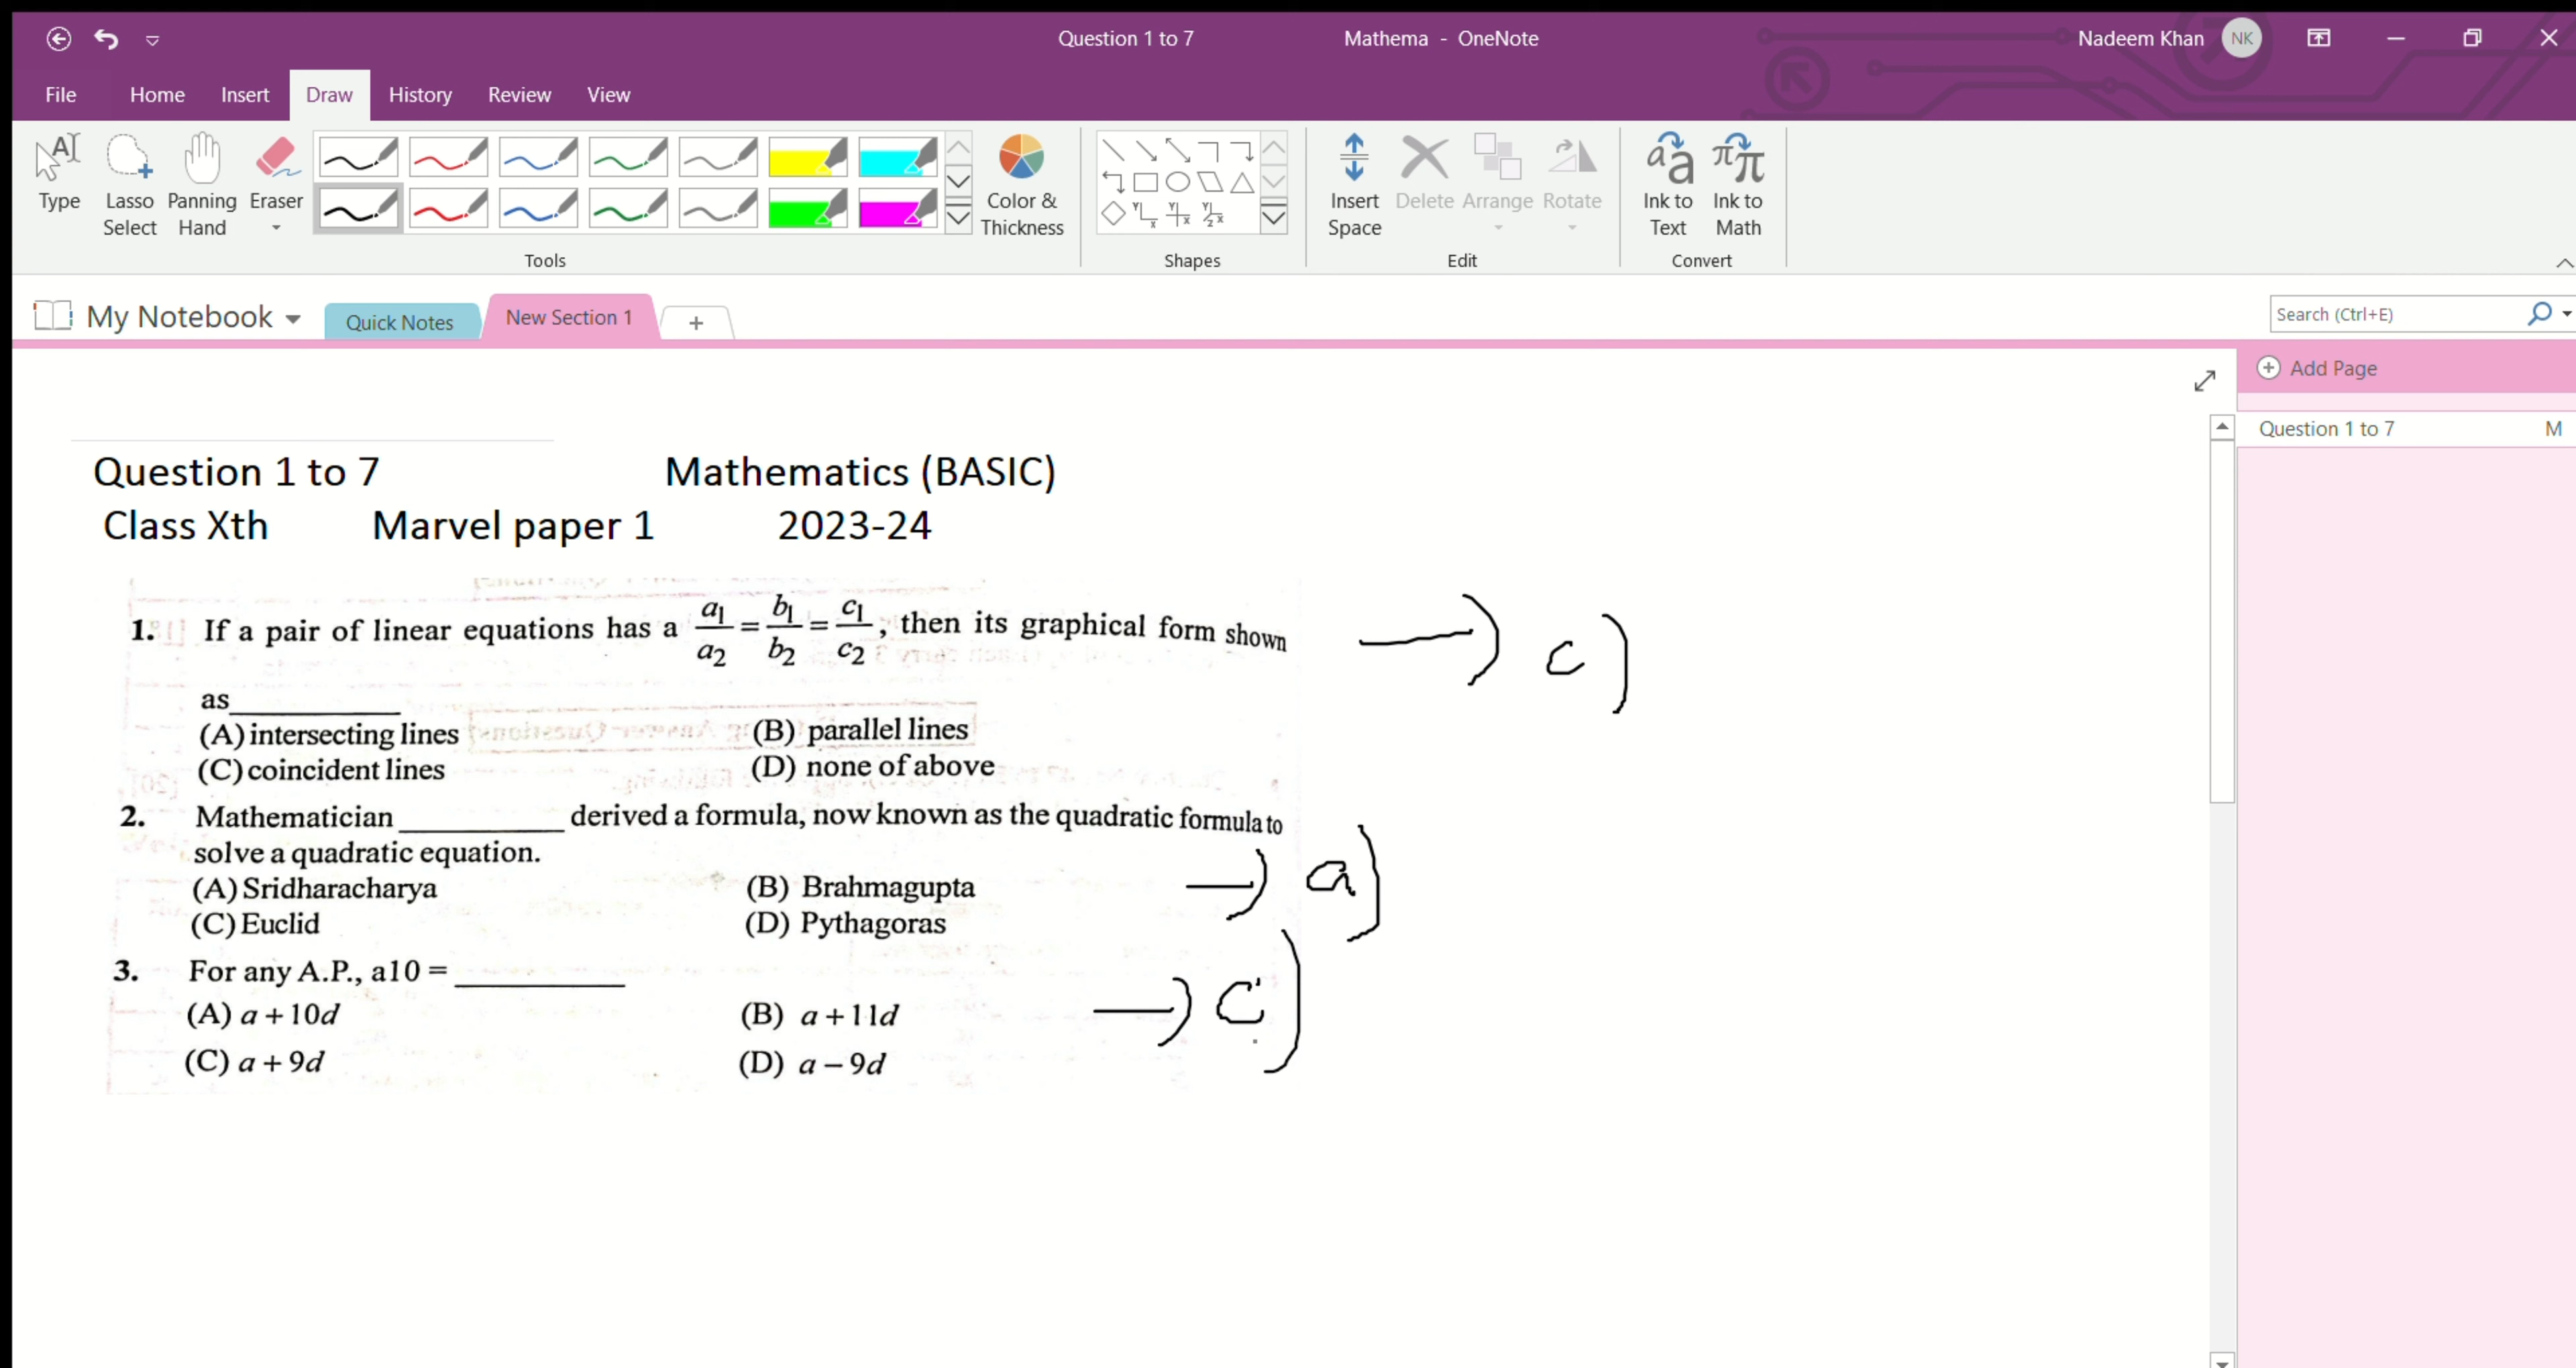 Question 1 to 7 Mathema - OneNote Nadeem Khan NK
File Home Insert Draw History Review View
Type Lasso Select Panning Hand Eraser Color & Thickness Insert Space Delete Arrange Rotate Ink to Text Ink to Math
Tools Shapes Edit Convert
My Notebook Quick Notes New Section 1 + Search (Ctrl+E)
Add Page
Question 1 to 7 M
Question 1 to 7 Mathematics (BASIC)
Class Xth Marvel paper 1 2023-24
1. If a pair of linear equations has a a1/a2 = b1/b2 = c1/c2, then its graphical form shown → c)
as__________
(A) intersecting lines (B) parallel lines
(C) coincident lines (D) none of above
2. Mathematician __________ derived a formula, now known as the quadratic formula to
solve a quadratic equation. → a)
(A) Sridharacharya (B) Brahmagupta
(C) Euclid (D) Pythagoras
3. For any A.P., a10 = __________ → C)
(A) a + 10d (B) a + 11d
(C) a + 9d (D) a − 9d